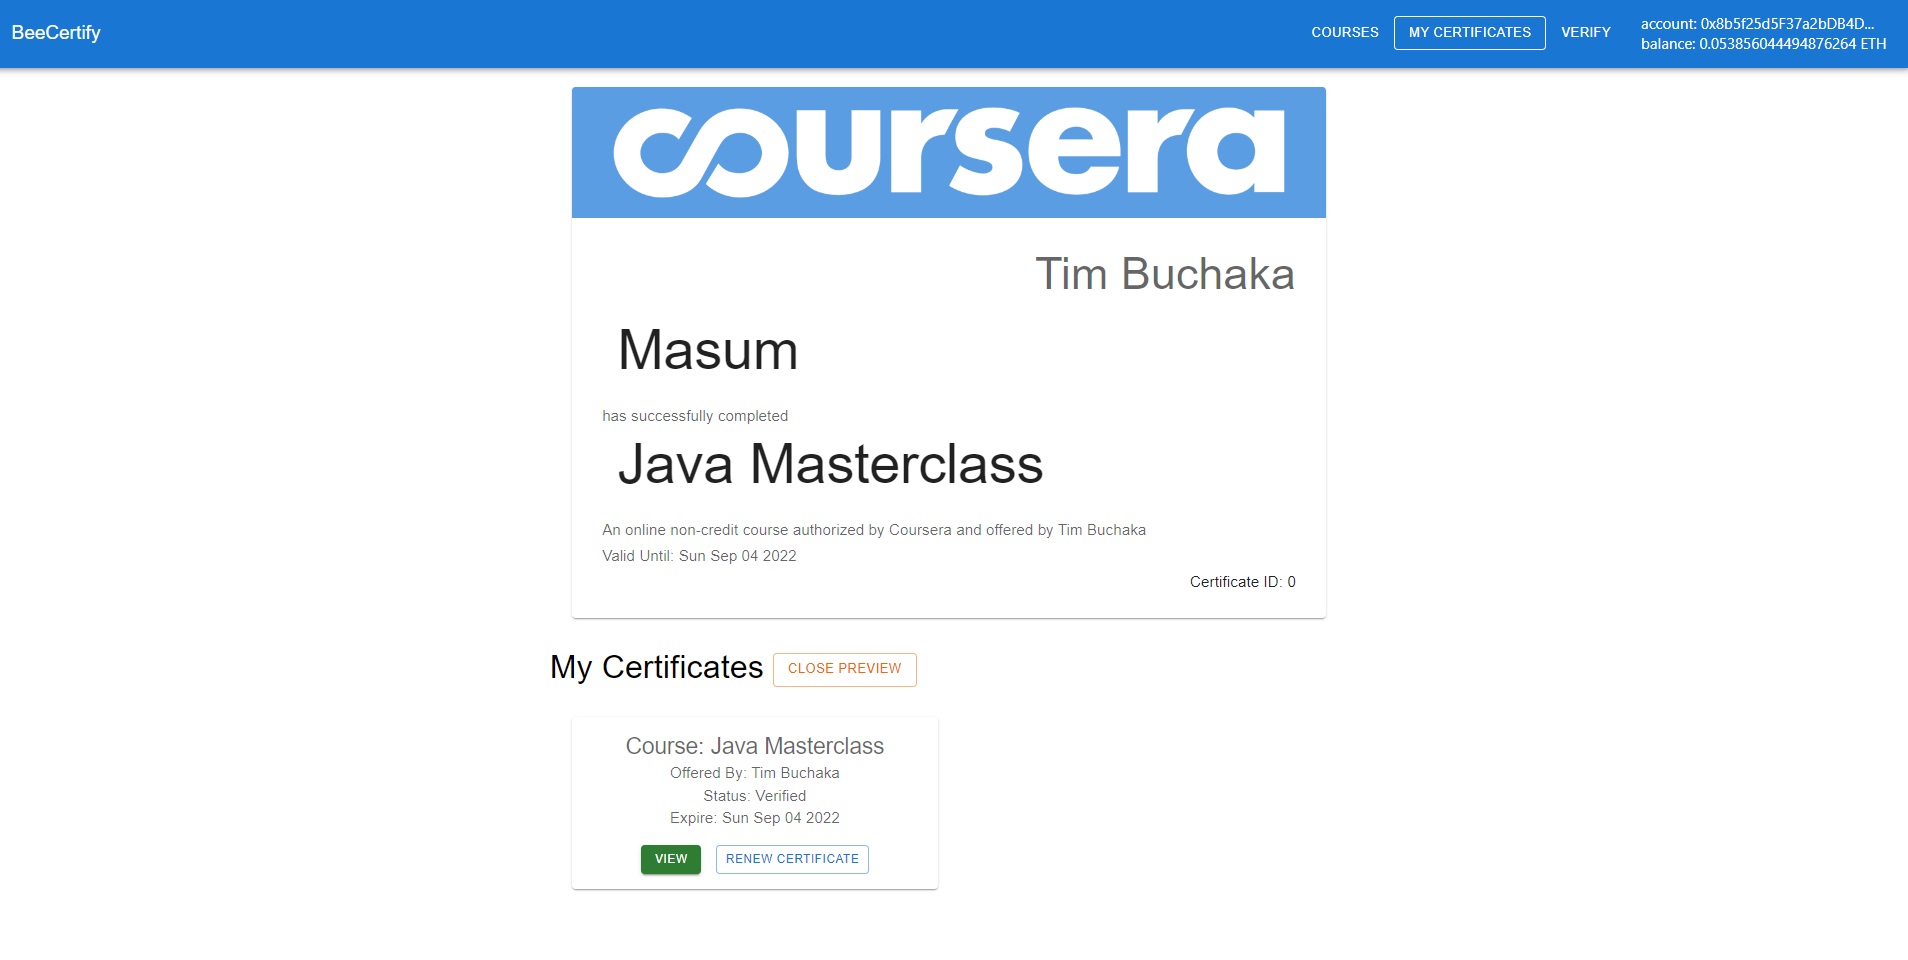 BeeCertify
COURSES
MY CERTIFICATES
VERIFY
account: 0x8b5f25d5F37a2bDB4D...
balance: 0.053856044494876264 ETH
coursera
Tim Buchaka
Masum
has successfully completed
Java Masterclass
An online non-credit course authorized by Coursera and offered by Tim Buchaka
Valid Until: Sun Sep 04 2022
Certificate ID: 0
My Certificates
CLOSE PREVIEW
Course: Java Masterclass
Offered By: Tim Buchaka
Status: Verified
Expire: Sun Sep 04 2022
VIEW
RENEW CERTIFICATE